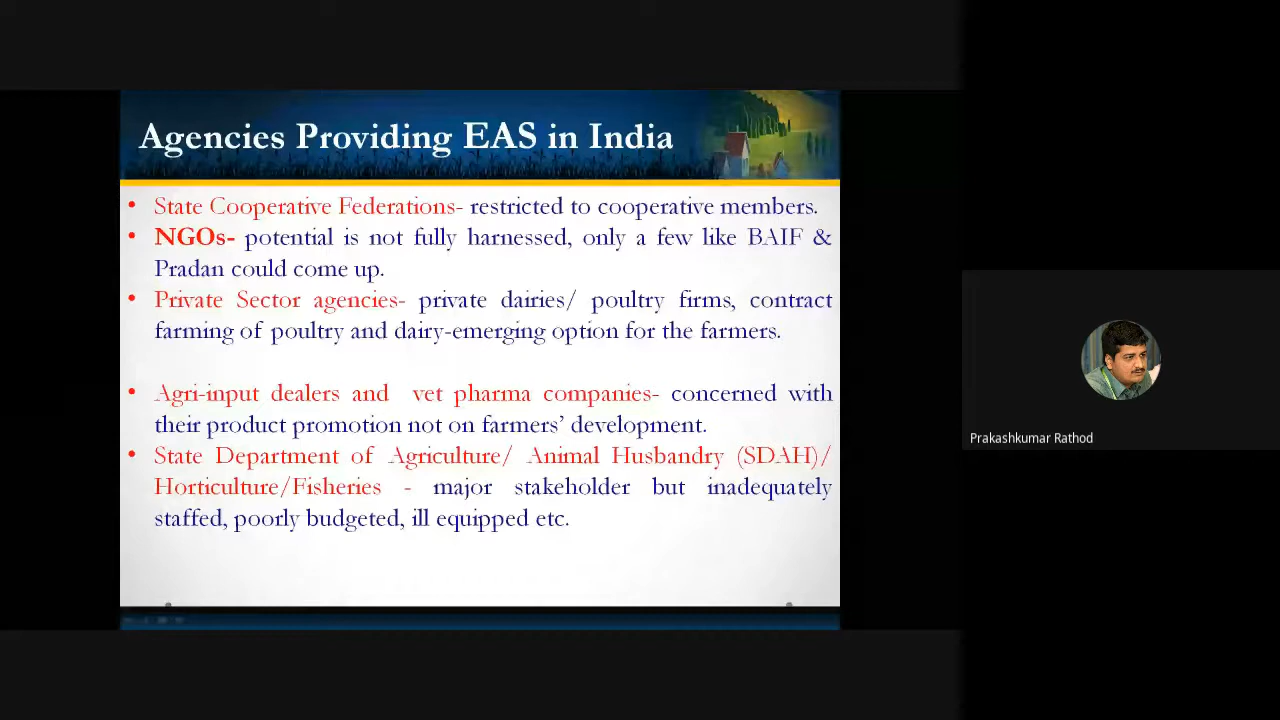 Agencies Providing EAS in India
• State Cooperative Federations- restricted to cooperative members.
• NGOs- potential is not fully harnessed, only a few like BAIF &
Pradan could come up.
• Private Sector agencies- private dairies/ poultry firms, contract
farming of poultry and dairy-emerging option for the farmers.
• Agri-input dealers and vet pharma companies- concerned with
their product promotion not on farmers’ development.
• State Department of Agriculture/ Animal Husbandry (SDAH)/
Horticulture/Fisheries - major stakeholder but inadequately
staffed, poorly budgeted, ill equipped etc.
Prakashkumar Rathod